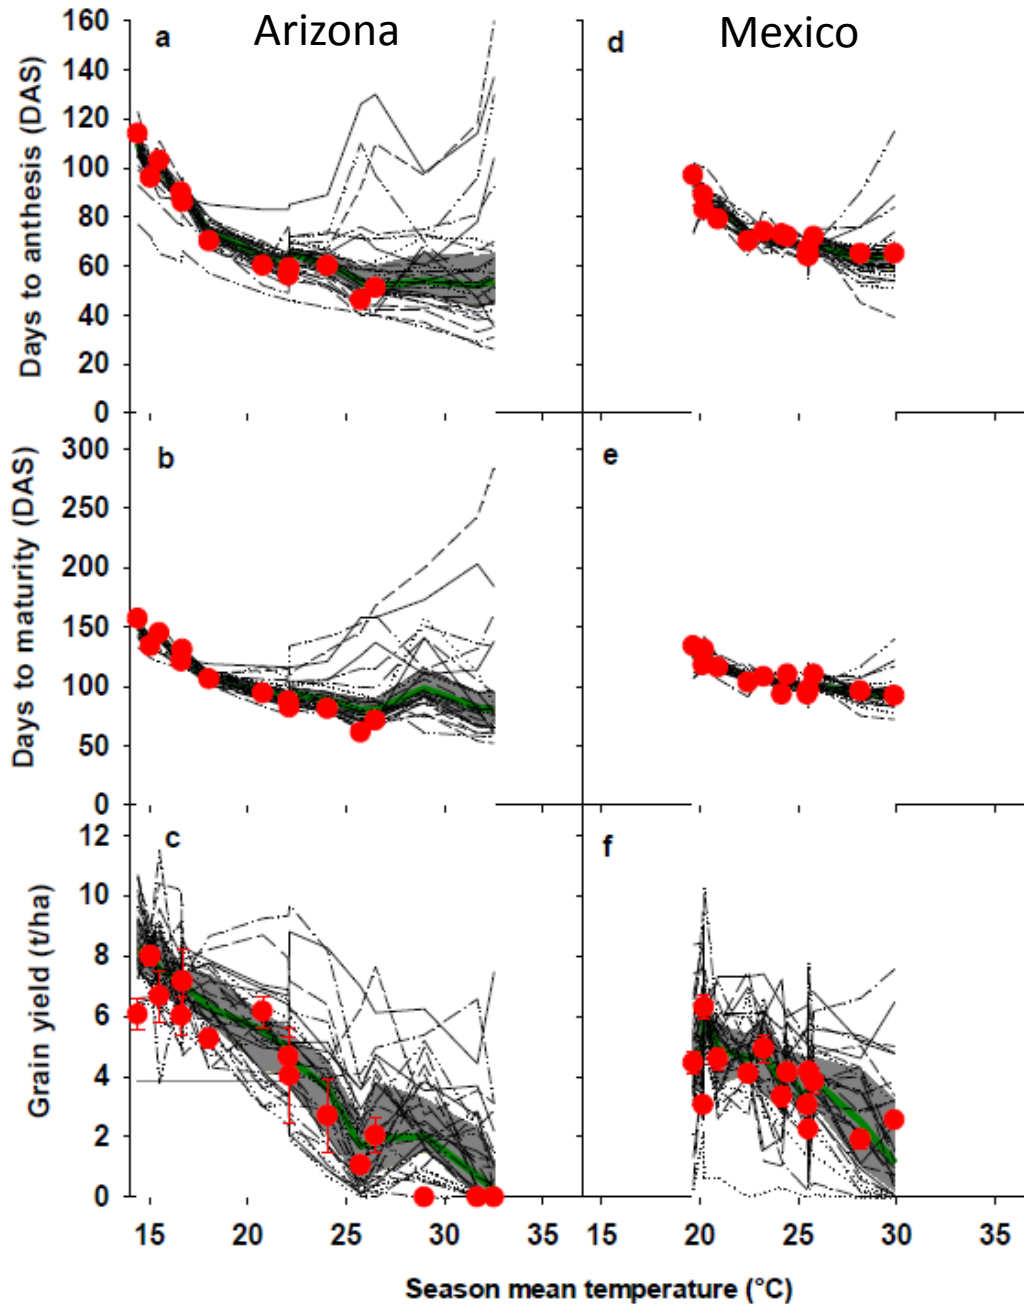 Arizona
Mexico
a
d
160
140
120
100
80
60
40
20
0
Days to anthesis (DAS)
b
e
300
250
200
150
100
50
0
Days to maturity (DAS)
c
f
12
10
8
6
4
2
0
Grain yield (t/ha)
15 20 25 30 35 15 20 25 30 35
Season mean temperature (°C)